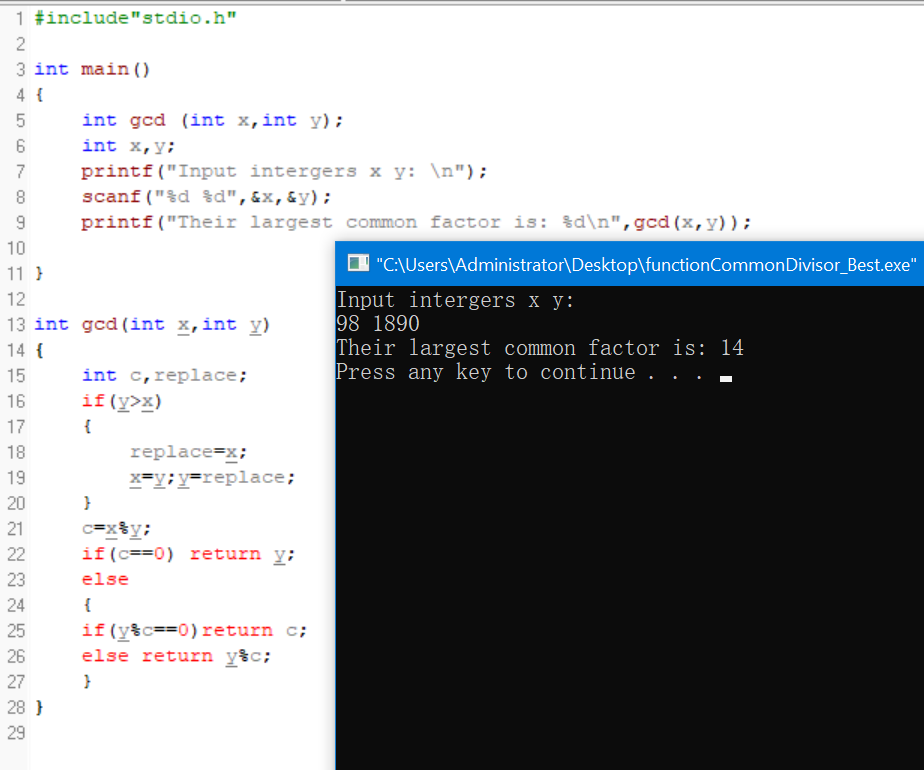 1 #include"stdio.h"
2
3 int main()
4 {
5 int gcd (int x,int y);
6 int x,y;
7 printf("Input intergers x y: \n");
8 scanf("%d %d",&x,&y);
9 printf("Their largest common factor is: %d\n",gcd(x,y));
10
11 }
12
13 int gcd(int x,int y)
14 {
15 int c,replace;
16 if(y>x)
17 {
18 replace=x;
19 x=y;y=replace;
20 }
21 c=x%y;
22 if(c==0) return y;
23 else
24 {
25 if(y%c==0)return c;
26 else return y%c;
27 }
28 }
29
"C:\Users\Administrator\Desktop\functionCommonDivisor_Best.exe"
Input intergers x y:
98 1890
Their largest common factor is: 14
Press any key to continue . . .